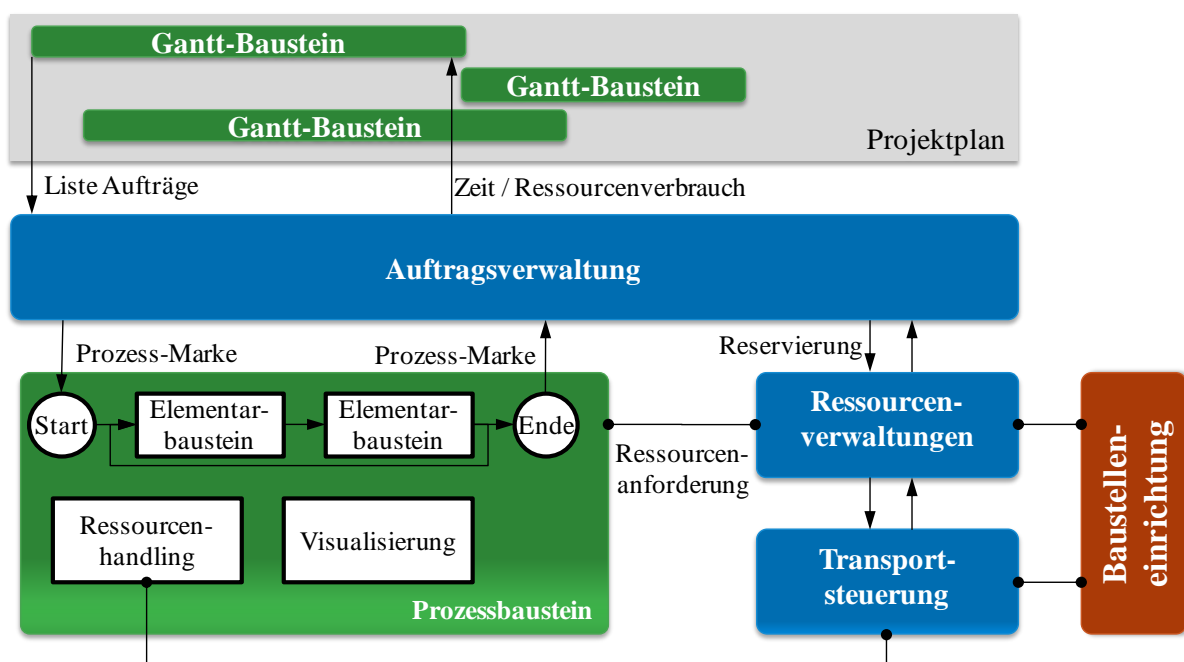 Gantt-Baustein
Gantt-Baustein
Gantt-Baustein
Projektplan
Liste Aufträge
Zeit / Ressourcenverbrauch
Auftragsverwaltung
Prozess-Marke
Prozess-Marke
Reservierung
Start
Elementar-
baustein
Elementar-
baustein
Ende
Ressourcen-
anforderung
Ressourcen-
verwaltungen
Baustellen-
einrichtung
Ressourcen-
handling
Visualisierung
Prozessbaustein
Transport-
steuerung